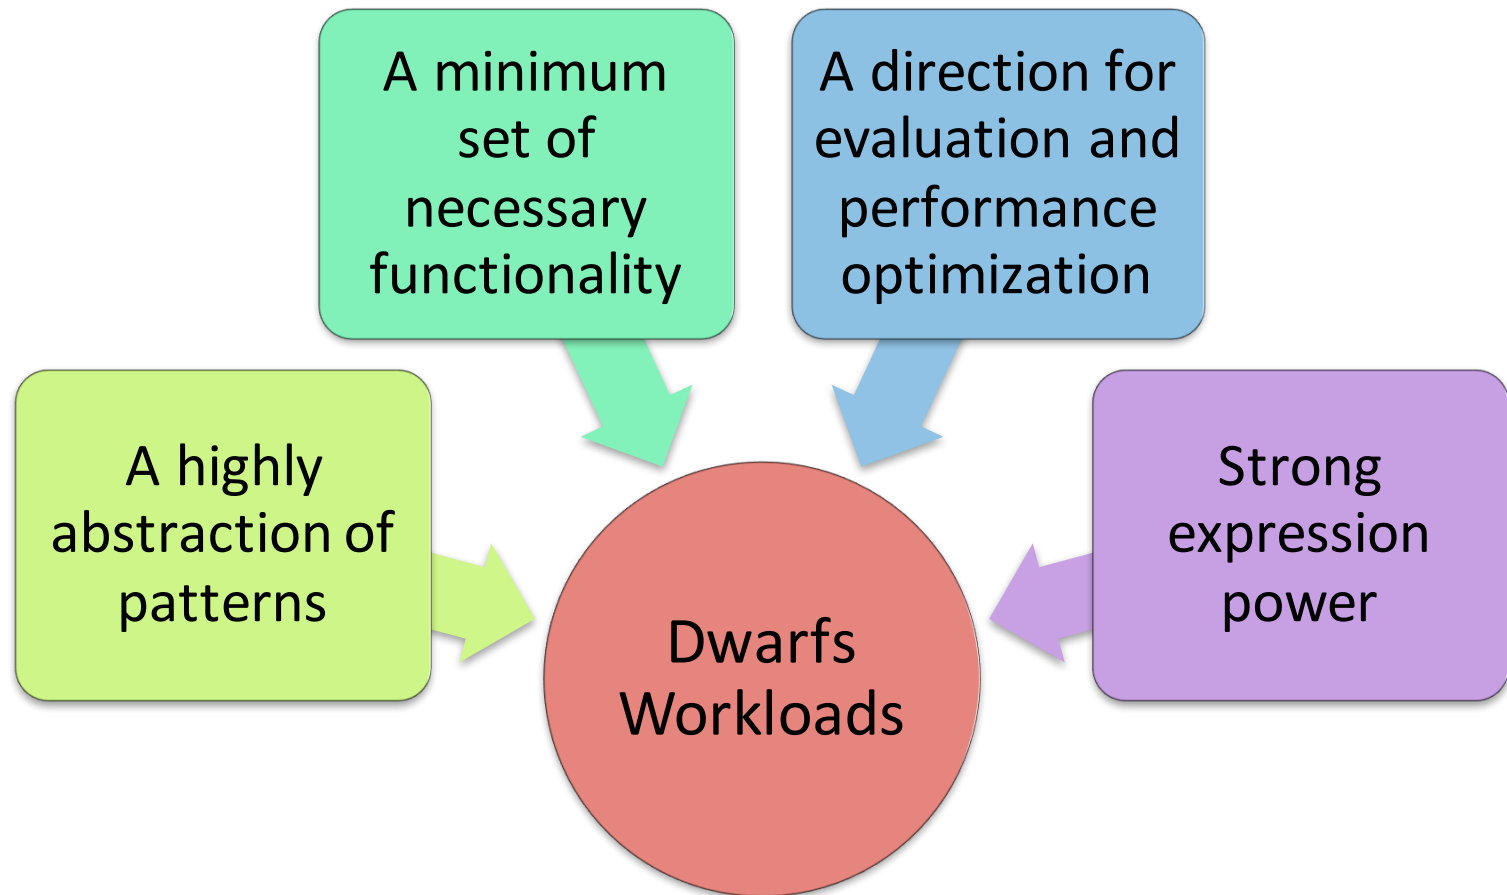 A minimum
set of
necessary
functionality
A direction for
evaluation and
performance
optimization
A highly
abstraction of
patterns
Strong
expression
power
Dwarfs
Workloads